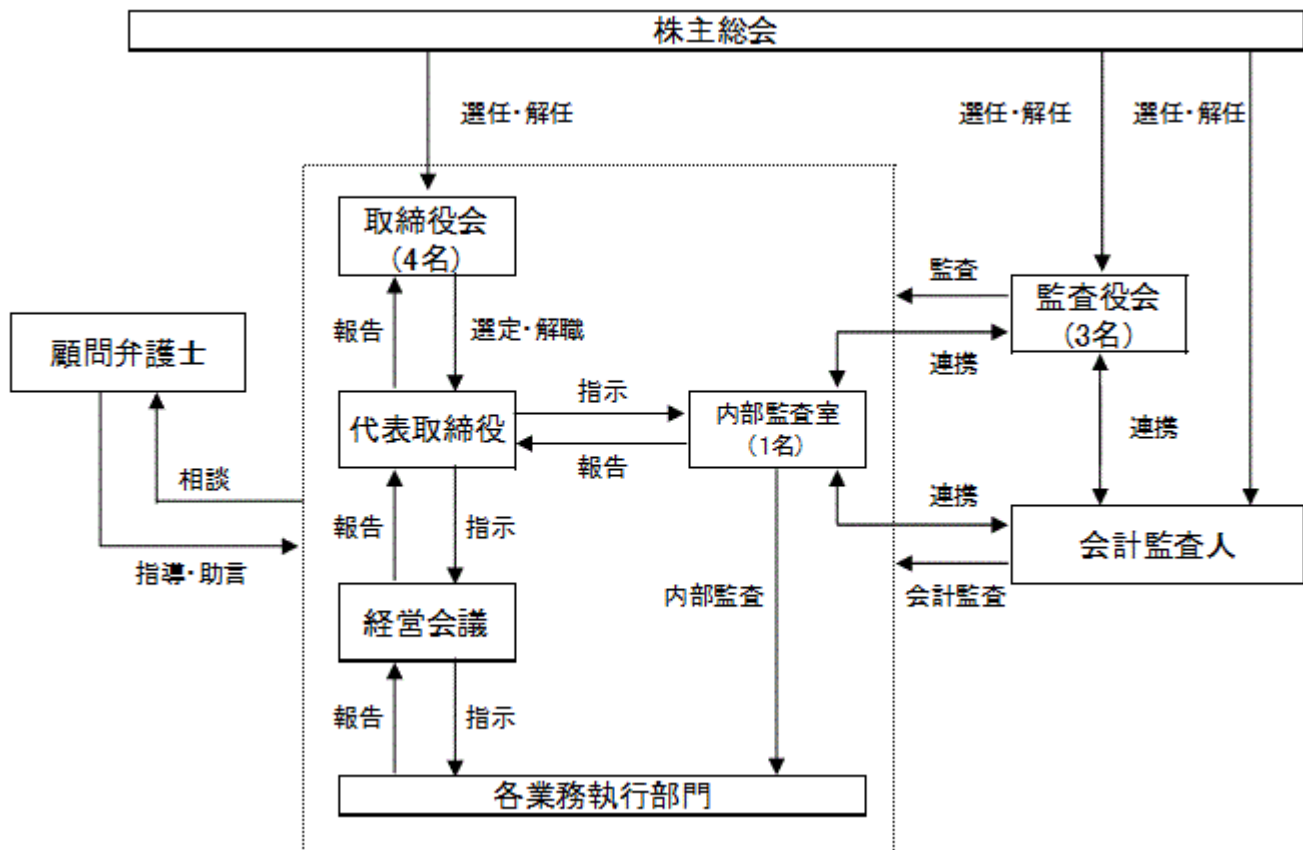 株主総会
選任・解任
選任・解任
選任・解任
取締役会
(4名)
監査
監査役会
(3名)
報告
選定・解職
連携
顧問弁護士
指示
代表取締役
内部監査室
(1名)
連携
報告
相談
連携
報告
指示
会計監査人
指導・助言
内部監査
会計監査
経営会議
報告
指示
各業務執行部門